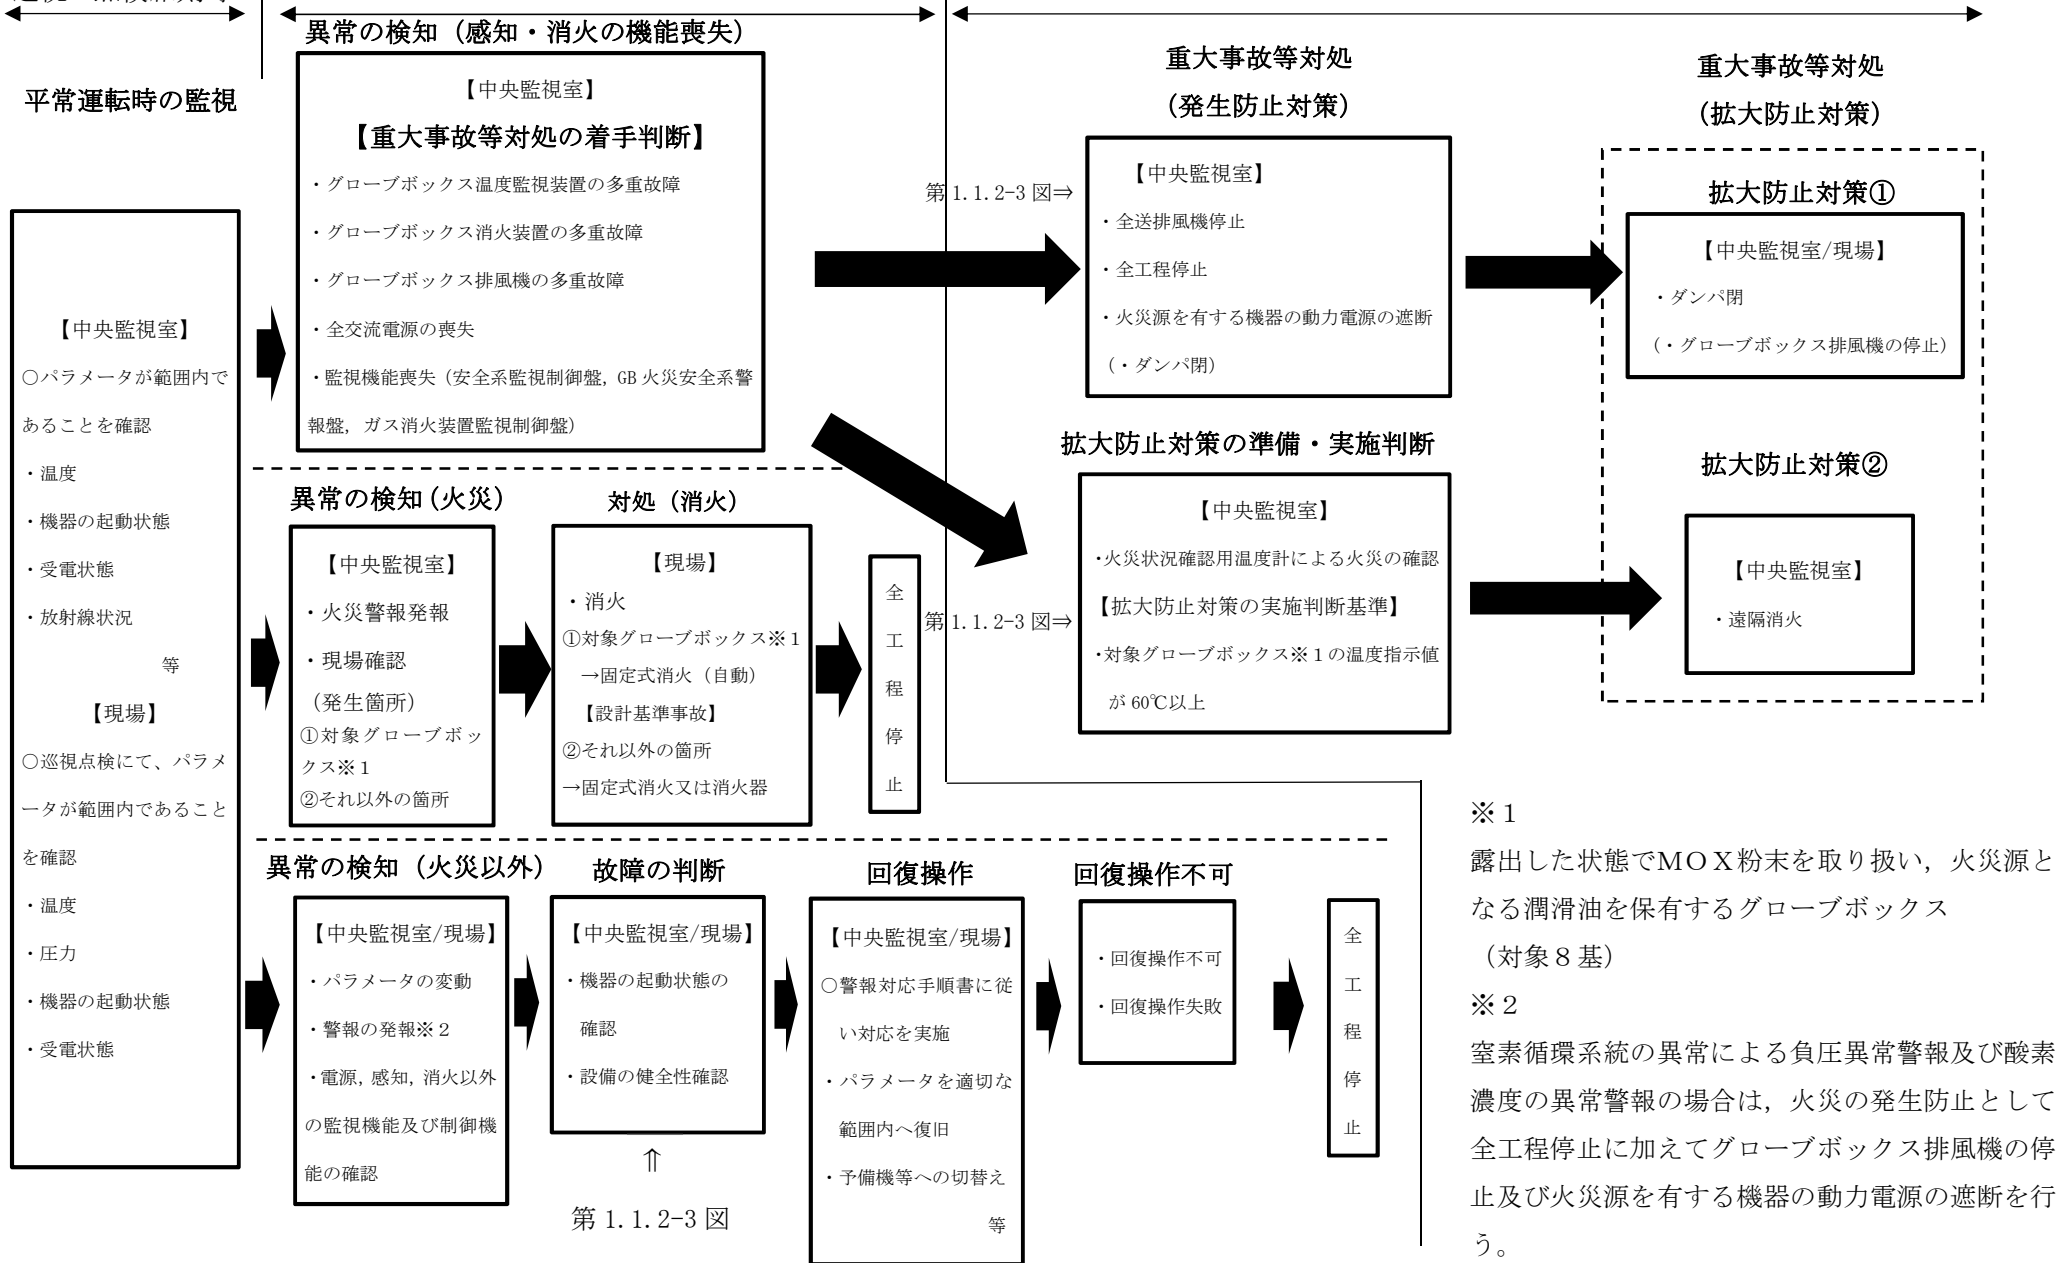 平常運転時の監視
【中央監視室】
○パラメータが範囲内で
あることを確認
・温度
・機器の起動状態
・受電状態
・放射線状況
等
【現場】
○巡視点検にて、パラメ
ータが範囲内であること
を確認
・温度
・圧力
・機器の起動状態
・受電状態
異常の検知（感知・消火の機能喪失）
【中央監視室】
【重大事故等対処の着手判断】
・グローブボックス温度監視装置の多重故障
・グローブボックス消火装置の多重故障
・グローブボックス排風機の多重故障
・全交流電源の喪失
・監視機能喪失（安全系監視制御盤，GB 火災安全系警
報盤，ガス消火装置監視制御盤）
第 1.1.2-3 図⇒
重大事故等対処
（発生防止対策）
【中央監視室】
・全送排風機停止
・全工程停止
・火災源を有する機器の動力電源の遮断
（・ダンパ閉）
重大事故等対処
（拡大防止対策）
拡大防止対策①
【中央監視室/現場】
・ダンパ閉
（・グローブボックス排風機の停止）
第 1.1.2-3 図⇒
拡大防止対策の準備・実施判断
【中央監視室】
・火災状況確認用温度計による火災の確認
【拡大防止対策の実施判断基準】
・対象グローブボックス※１の温度指示値
が 60℃以上
拡大防止対策②
【中央監視室】
・遠隔消火
異常の検知（火災）
【中央監視室】
・火災警報発報
・現場確認
（発生箇所）
①対象グローブボッ
クス※１
②それ以外の箇所
対処（消火）
【現場】
・消火
①対象グローブボックス※１
→固定式消火（自動）
【設計基準事故】
②それ以外の箇所
→固定式消火又は消火器
全
工
程
停
止
異常の検知（火災以外）
【中央監視室/現場】
・パラメータの変動
・警報の発報※２
・電源，感知，消火以外
の監視機能及び制御機
能の確認
故障の判断
【中央監視室/現場】
・機器の起動状態の
確認
・設備の健全性確認
⇑
第 1.1.2-3 図
回復操作
【中央監視室/現場】
○警報対応手順書に従
い対応を実施
・パラメータを適切な
範囲内へ復旧
・予備機等への切替え
等
回復操作不可
・回復操作不可
・回復操作失敗
全
工
程
停
止
※１
露出した状態でＭＯＸ粉末を取り扱い，火災源と
なる潤滑油を保有するグローブボックス
（対象８基）
※２
窒素循環系統の異常による負圧異常警報及び酸素
濃度の異常警報の場合は，火災の発生防止として
全工程停止に加えてグローブボックス排風機の停
止及び火災源を有する機器の動力電源の遮断を行
う。